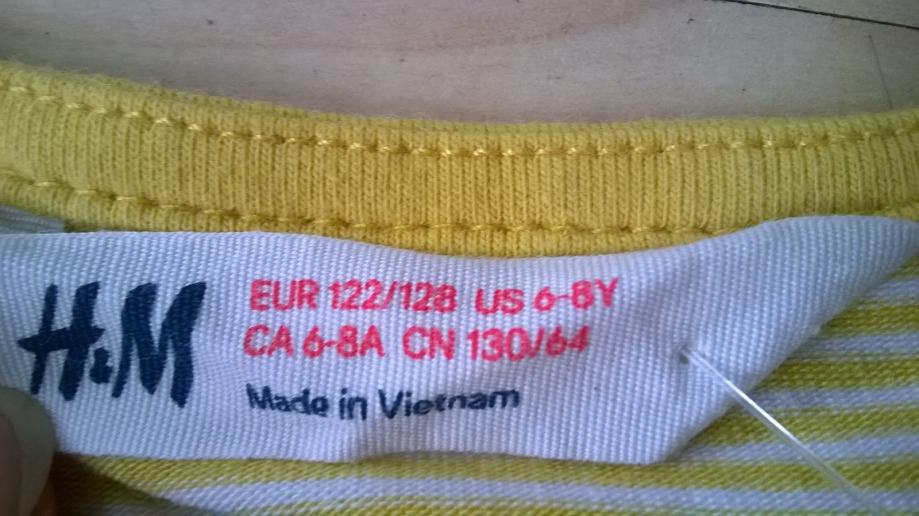 H&M
EUR 122/128 US 6-8Y
CA 6-8A CN 130/64
Made in Vietnam